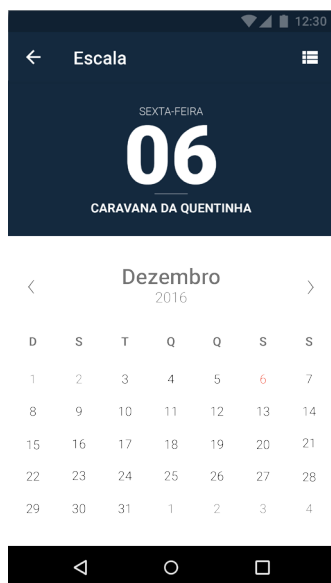 12:30
Escala
SEXTA-FEIRA
06
CARAVANA DA QUENTINHA
Dezembro
2016
D S T Q Q S S
1 2 3 4 5 6 7
8 9 10 11 12 13 14
15 16 17 18 19 20 21
22 23 24 25 26 27 28
29 30 31 1 2 3 4